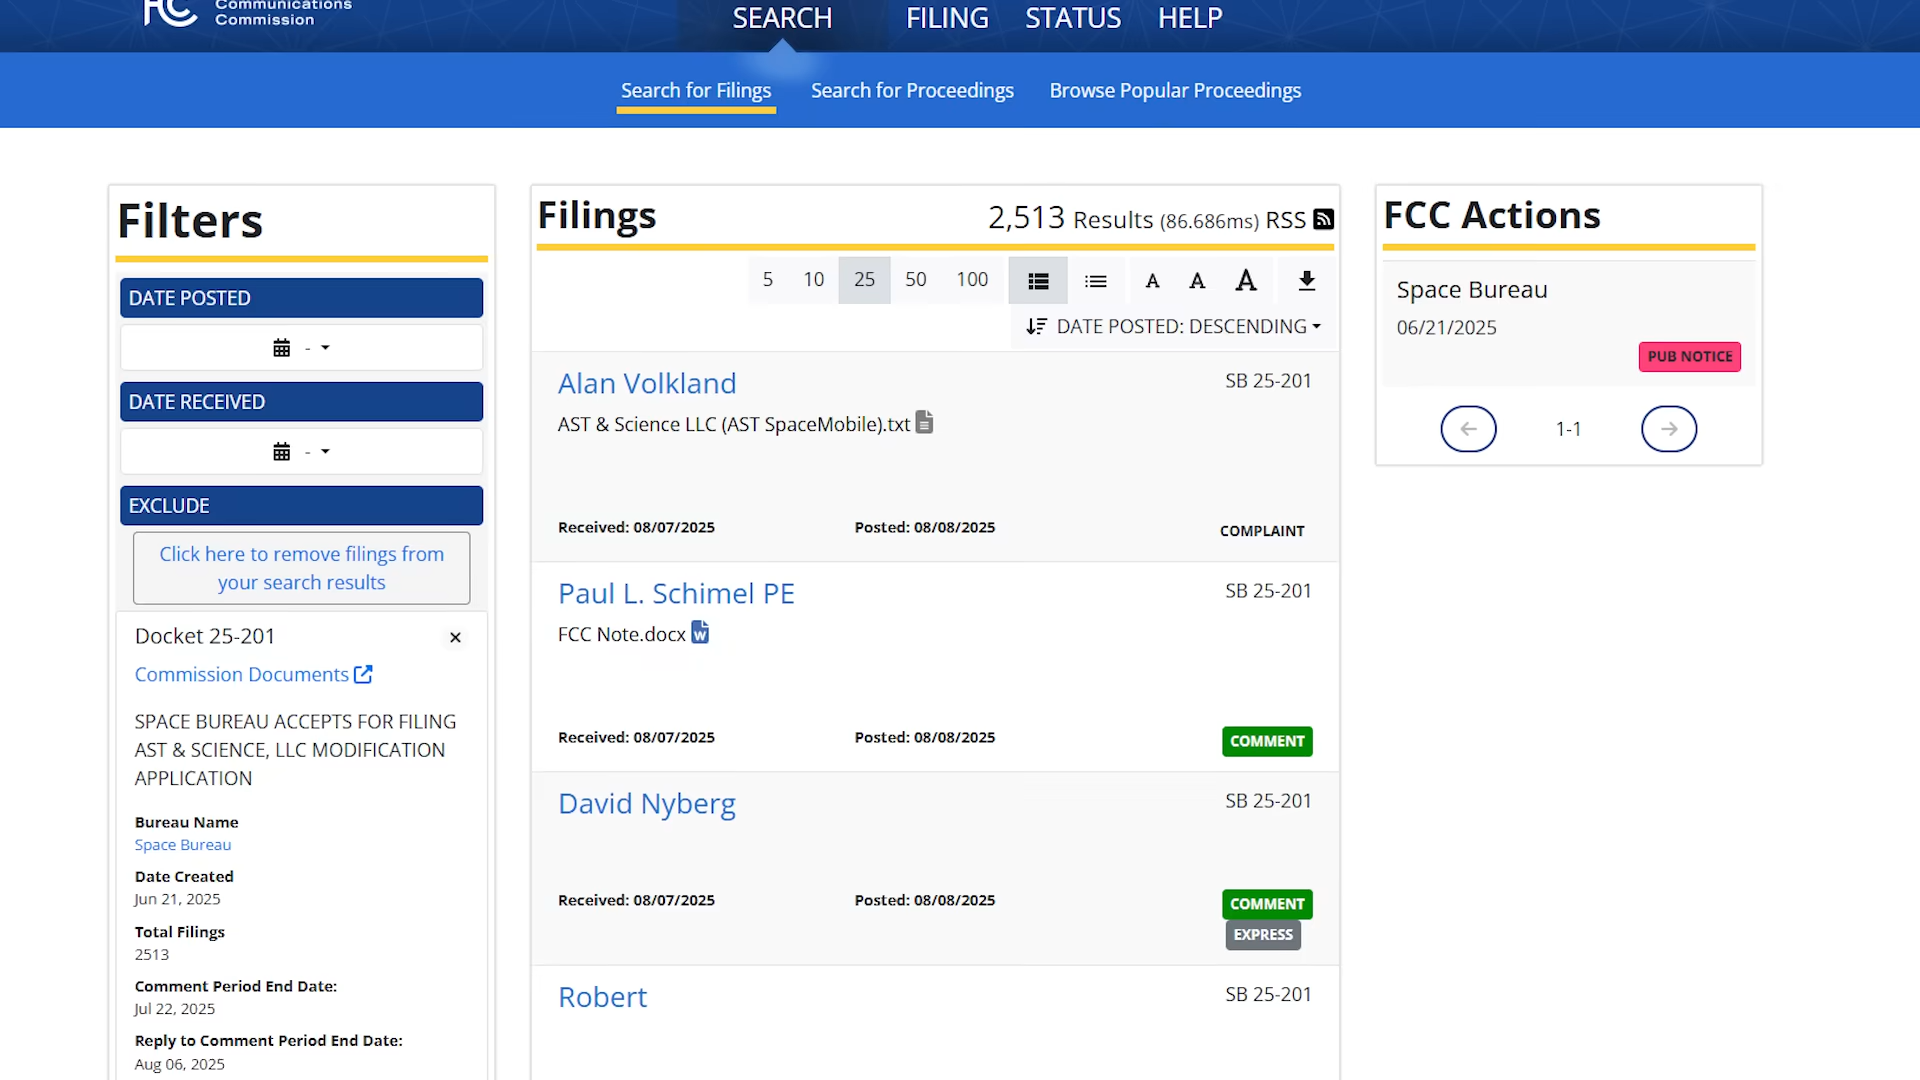 FCC
Communications
Commission
SEARCH
FILING
STATUS
HELP
Search for Filings
Search for Proceedings
Browse Popular Proceedings
Filters
DATE POSTED
-
DATE RECEIVED
-
EXCLUDE
Click here to remove filings from
your search results
Docket 25-201
Commission Documents
SPACE BUREAU ACCEPTS FOR FILING
AST & SCIENCE, LLC MODIFICATION
APPLICATION
Bureau Name
Space Bureau
Date Created
Jun 21, 2025
Total Filings
2513
Comment Period End Date:
Jul 22, 2025
Reply to Comment Period End Date:
Aug 06, 2025
Filings
2,513 Results (86.686ms) RSS
5 10 25 50 100 A A A
DATE POSTED: DESCENDING
Alan Volkland SB 25-201
AST & Science LLC (AST SpaceMobile).txt
Received: 08/07/2025 Posted: 08/08/2025 COMPLAINT
Paul L. Schimel PE SB 25-201
FCC Note.docx
Received: 08/07/2025 Posted: 08/08/2025 COMMENT
David Nyberg SB 25-201
Received: 08/07/2025 Posted: 08/08/2025 COMMENT
EXPRESS
Robert SB 25-201
FCC Actions
Space Bureau
06/21/2025
PUB NOTICE
1-1